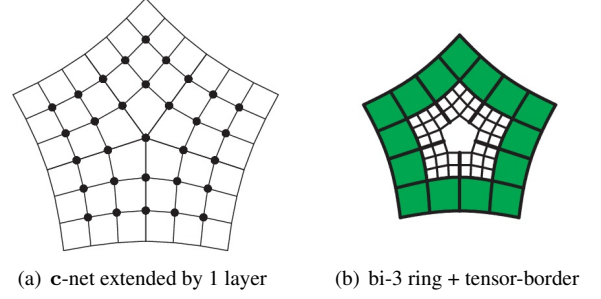 (a) c-net extended by 1 layer
(b) bi-3 ring + tensor-border